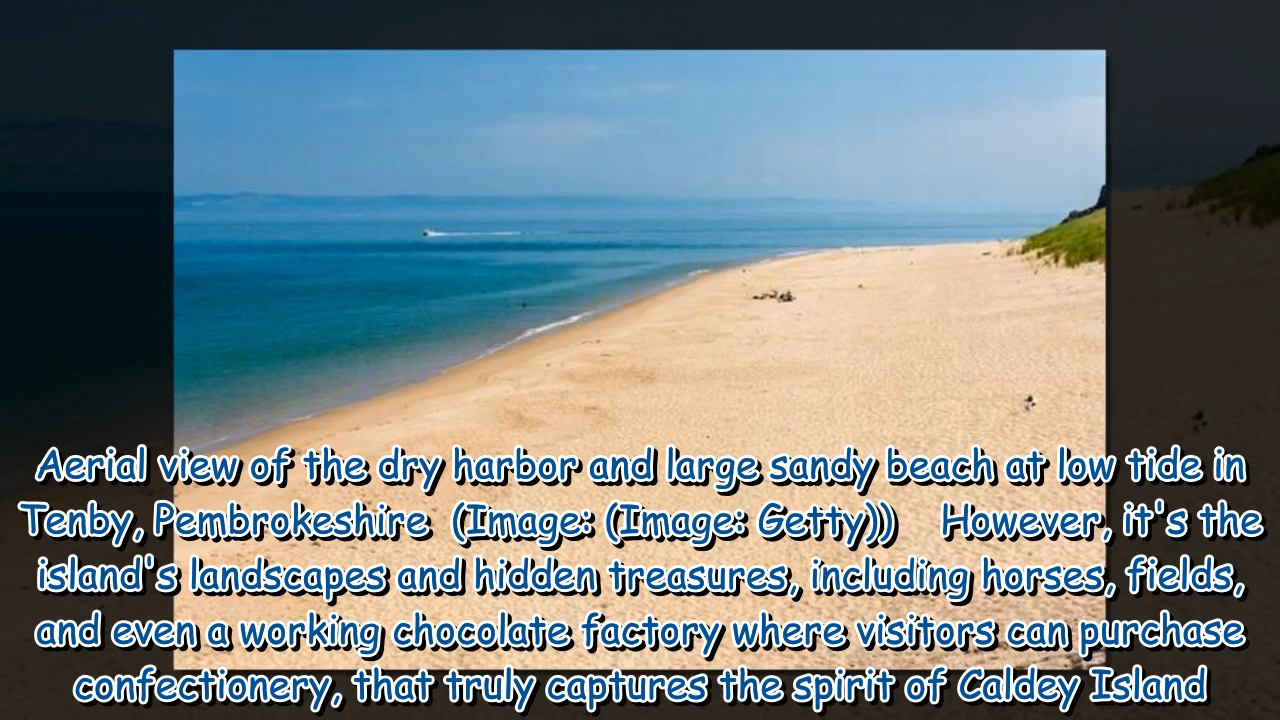 Aerial view of the dry harbor and large sandy beach at low tide in
Tenby, Pembrokeshire  (Image: (Image: Getty))    However, it's the
island's landscapes and hidden treasures, including horses, fields,
and even a working chocolate factory where visitors can purchase
confectionery, that truly captures the spirit of Caldey Island